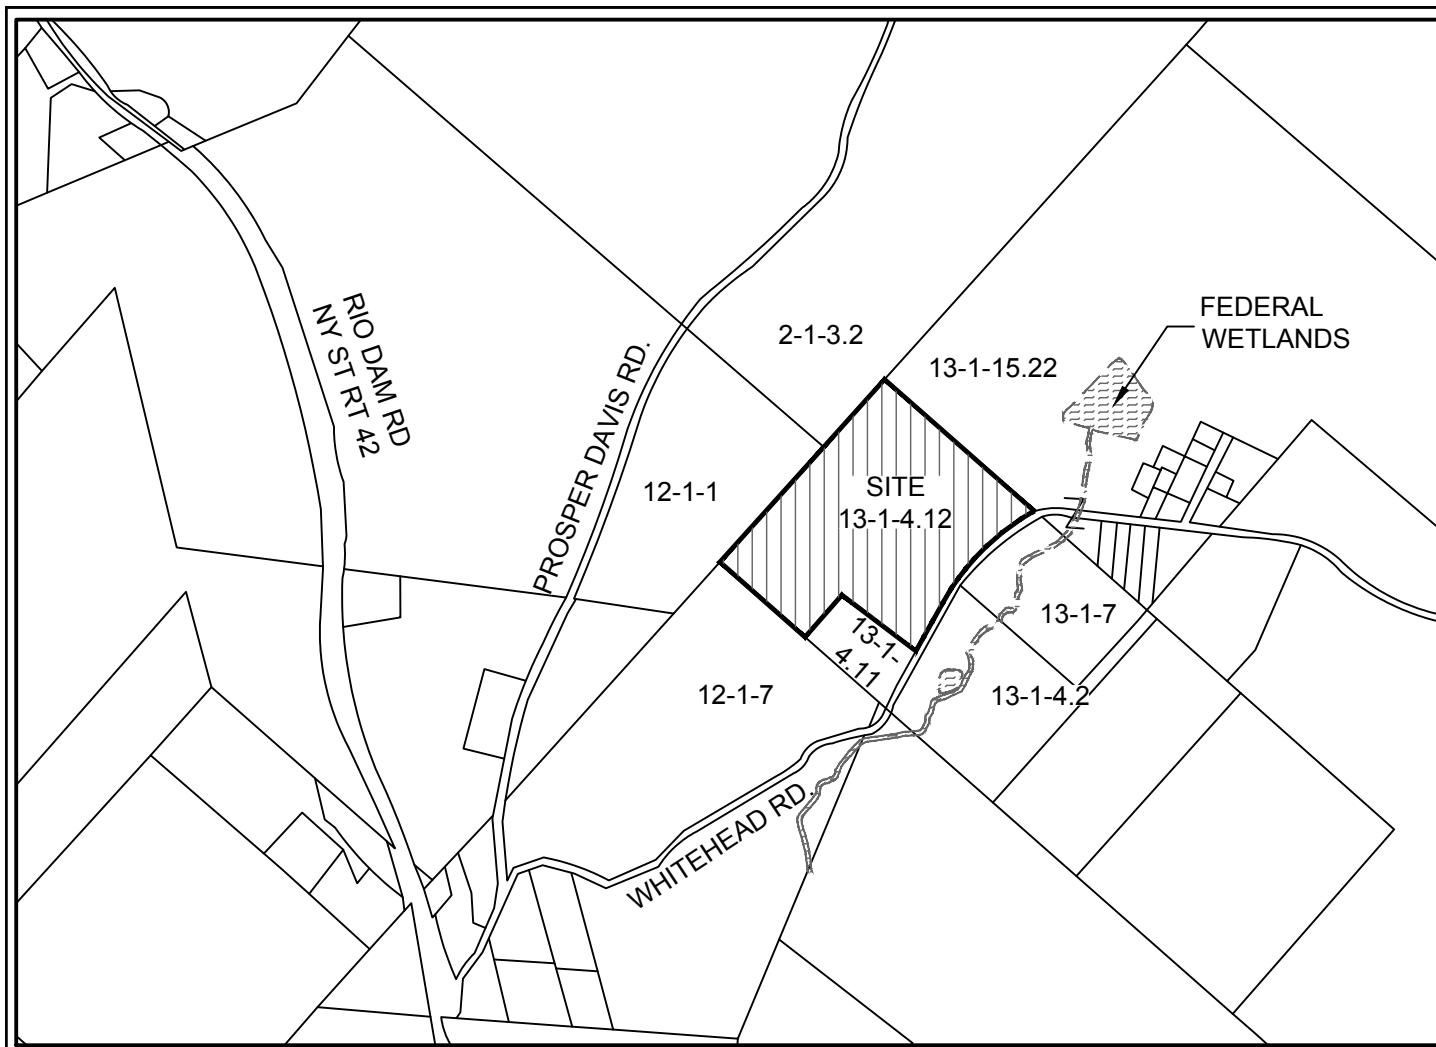 RIO DAM RD
NY ST RT 42
PROSPER DAVIS RD.
2-1-3.2
13-1-15.22
FEDERAL
WETLANDS
12-1-1
SITE
13-1-4.12
13-1-
4.11
13-1-7
12-1-7
13-1-4.2
WHITEHEAD RD.